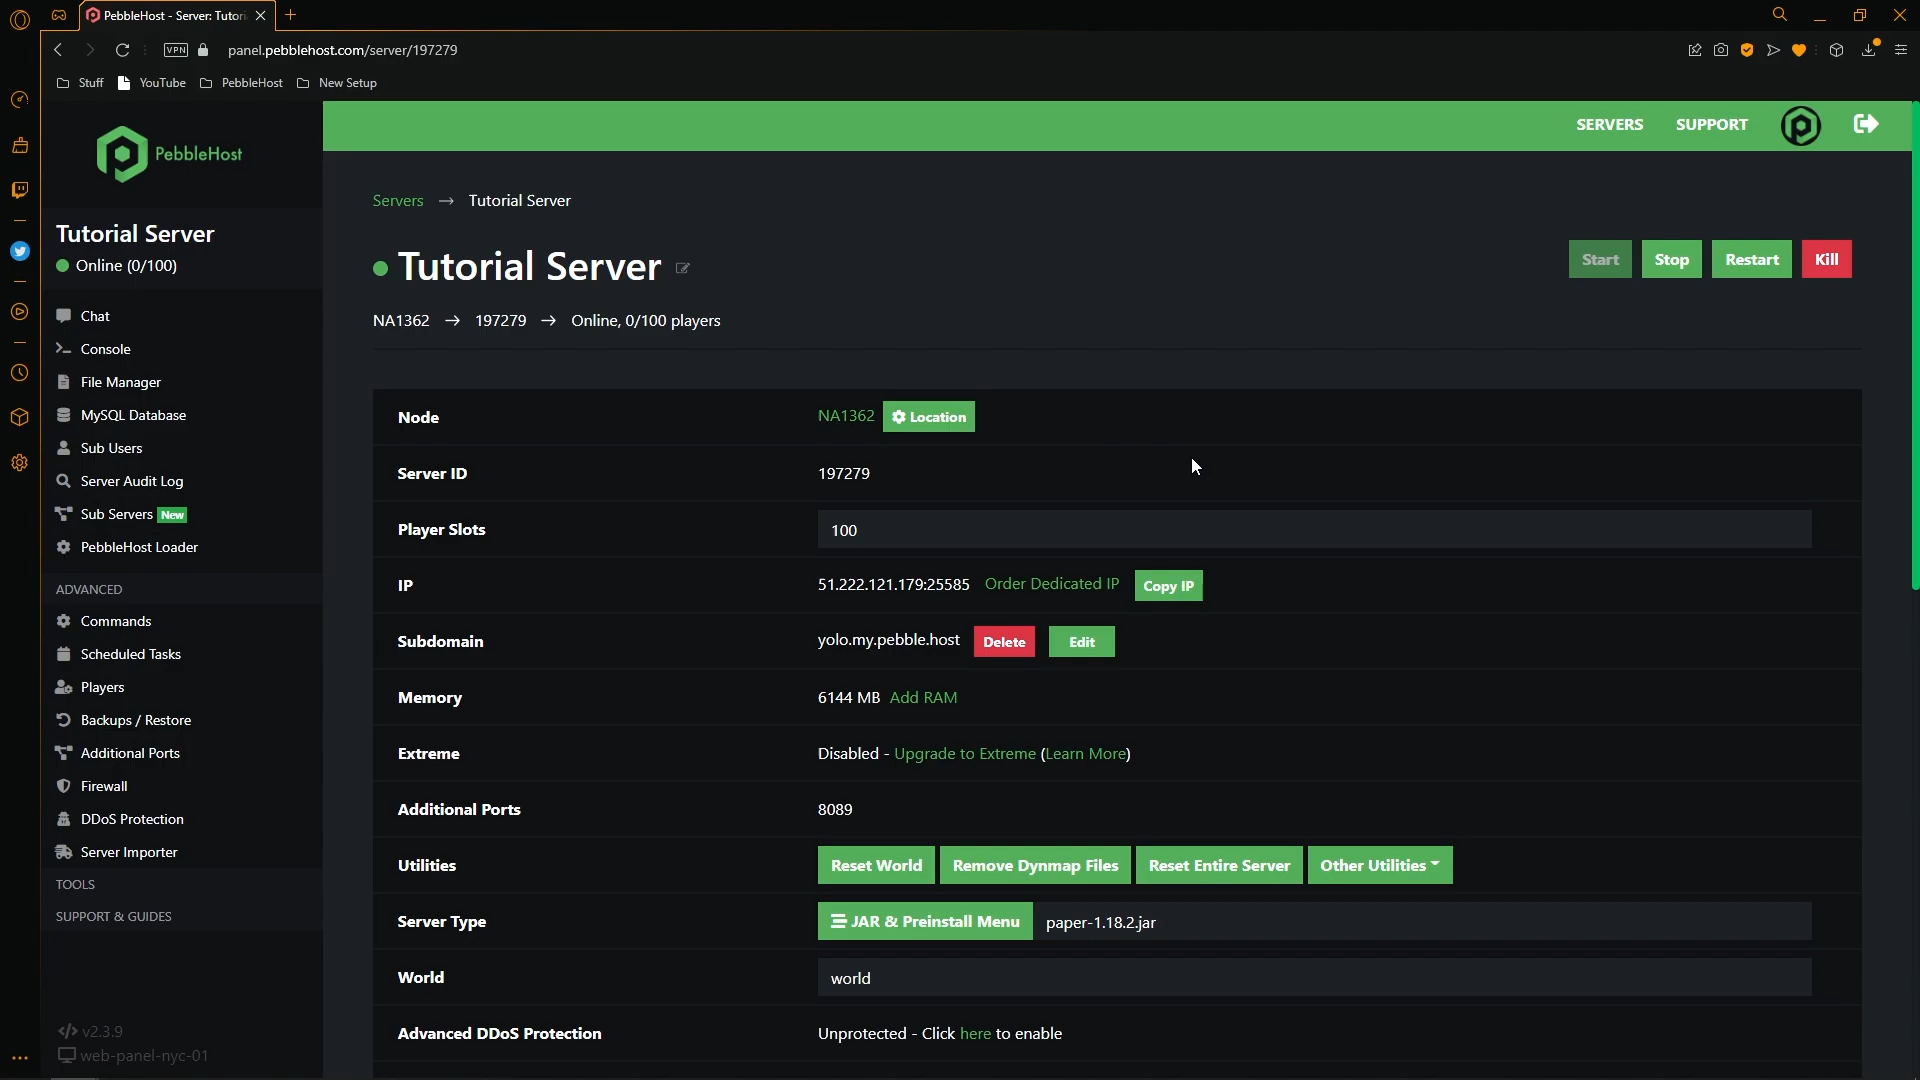 PebbleHost - Server: Tutori
VPN
panel.pebblehost.com/server/197279
Stuff
YouTube
PebbleHost
New Setup
PebbleHost
SERVERS
SUPPORT
Tutorial Server
Online (0/100)
Chat
Console
File Manager
MySQL Database
Sub Users
Server Audit Log
Sub Servers New
PebbleHost Loader
ADVANCED
Commands
Scheduled Tasks
Players
Backups / Restore
Additional Ports
Firewall
DDoS Protection
Server Importer
TOOLS
SUPPORT & GUIDES
</> v2.3.9
web-panel-nyc-01
Servers → Tutorial Server
Tutorial Server
Start
Stop
Restart
Kill
NA1362 → 197279 → Online, 0/100 players
Node
NA1362 Location
Server ID
197279
Player Slots
100
IP
51.222.121.179:25585 Order Dedicated IP Copy IP
Subdomain
yolo.my.pebble.host Delete Edit
Memory
6144 MB Add RAM
Extreme
Disabled - Upgrade to Extreme (Learn More)
Additional Ports
8089
Utilities
Reset World Remove Dynmap Files Reset Entire Server Other Utilities
Server Type
JAR & Preinstall Menu paper-1.18.2.jar
World
world
Advanced DDoS Protection
Unprotected - Click here to enable